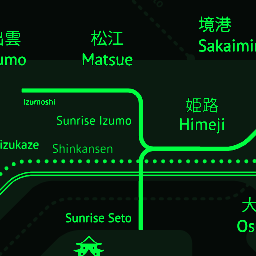 境港
Sakaimin
出雲
umo
松江
Matsue
Izumoshi
姫路
Himeji
Sunrise Izumo
izukaze
Shinkansen
大
Os
Sunrise Seto